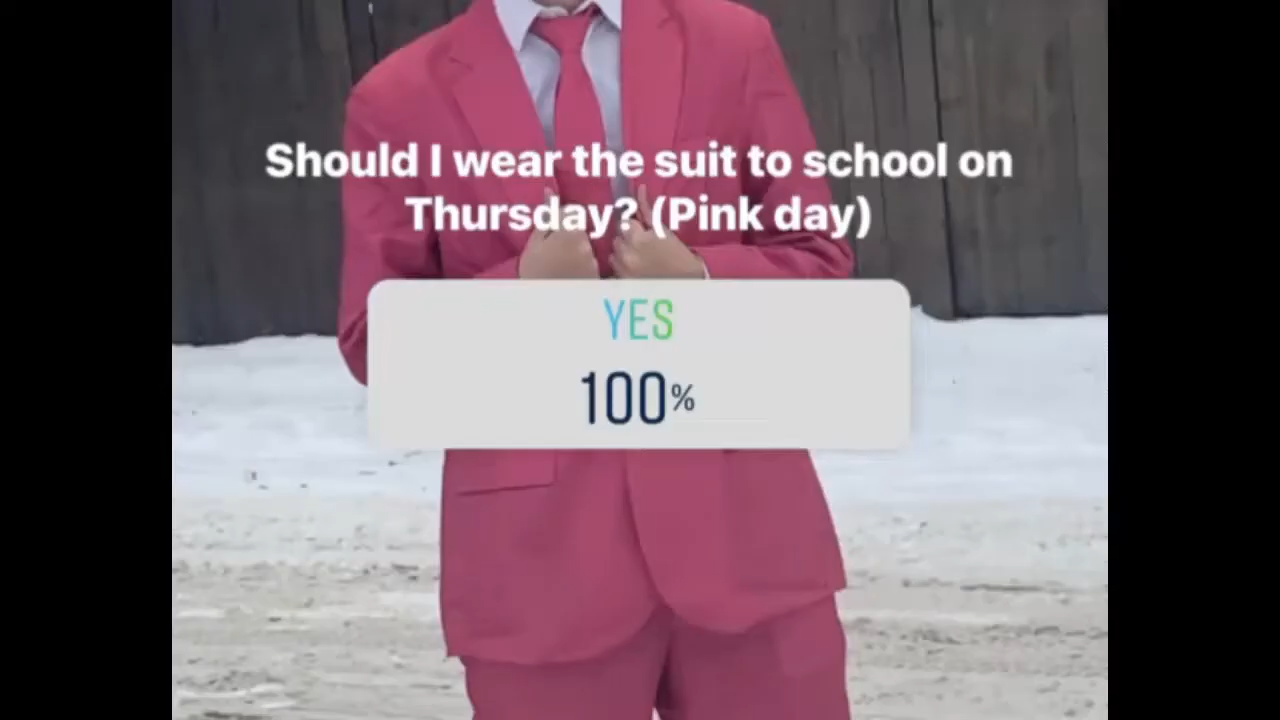 Should I wear the suit to school on
Thursday? (Pink day)
YES
100%